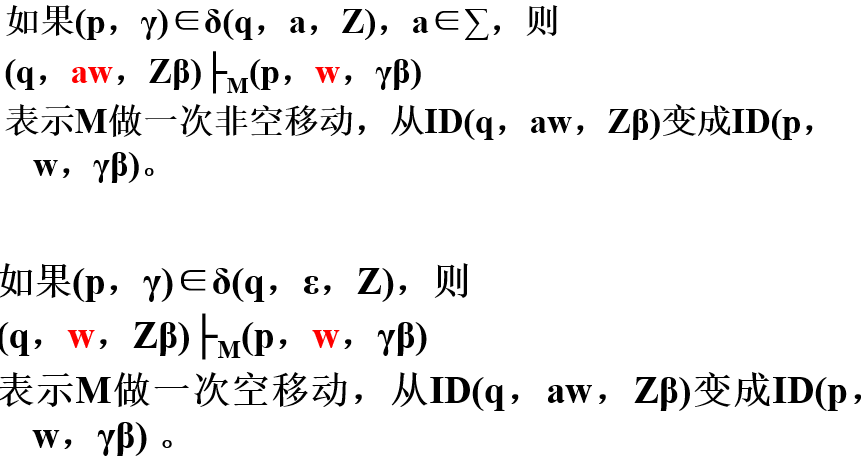 如果(p，γ)∈δ(q，a，Z)，a∈∑，则
(q，aw，Zβ)├M(p，w，γβ)
表示M做一次非空移动，从ID(q，aw，Zβ)变成ID(p，
w，γβ)。
如果(p，γ)∈δ(q，ε，Z)，则
(q，w，Zβ)├M(p，w，γβ)
表示M做一次空移动，从ID(q，aw，Zβ)变成ID(p，
w，γβ) 。